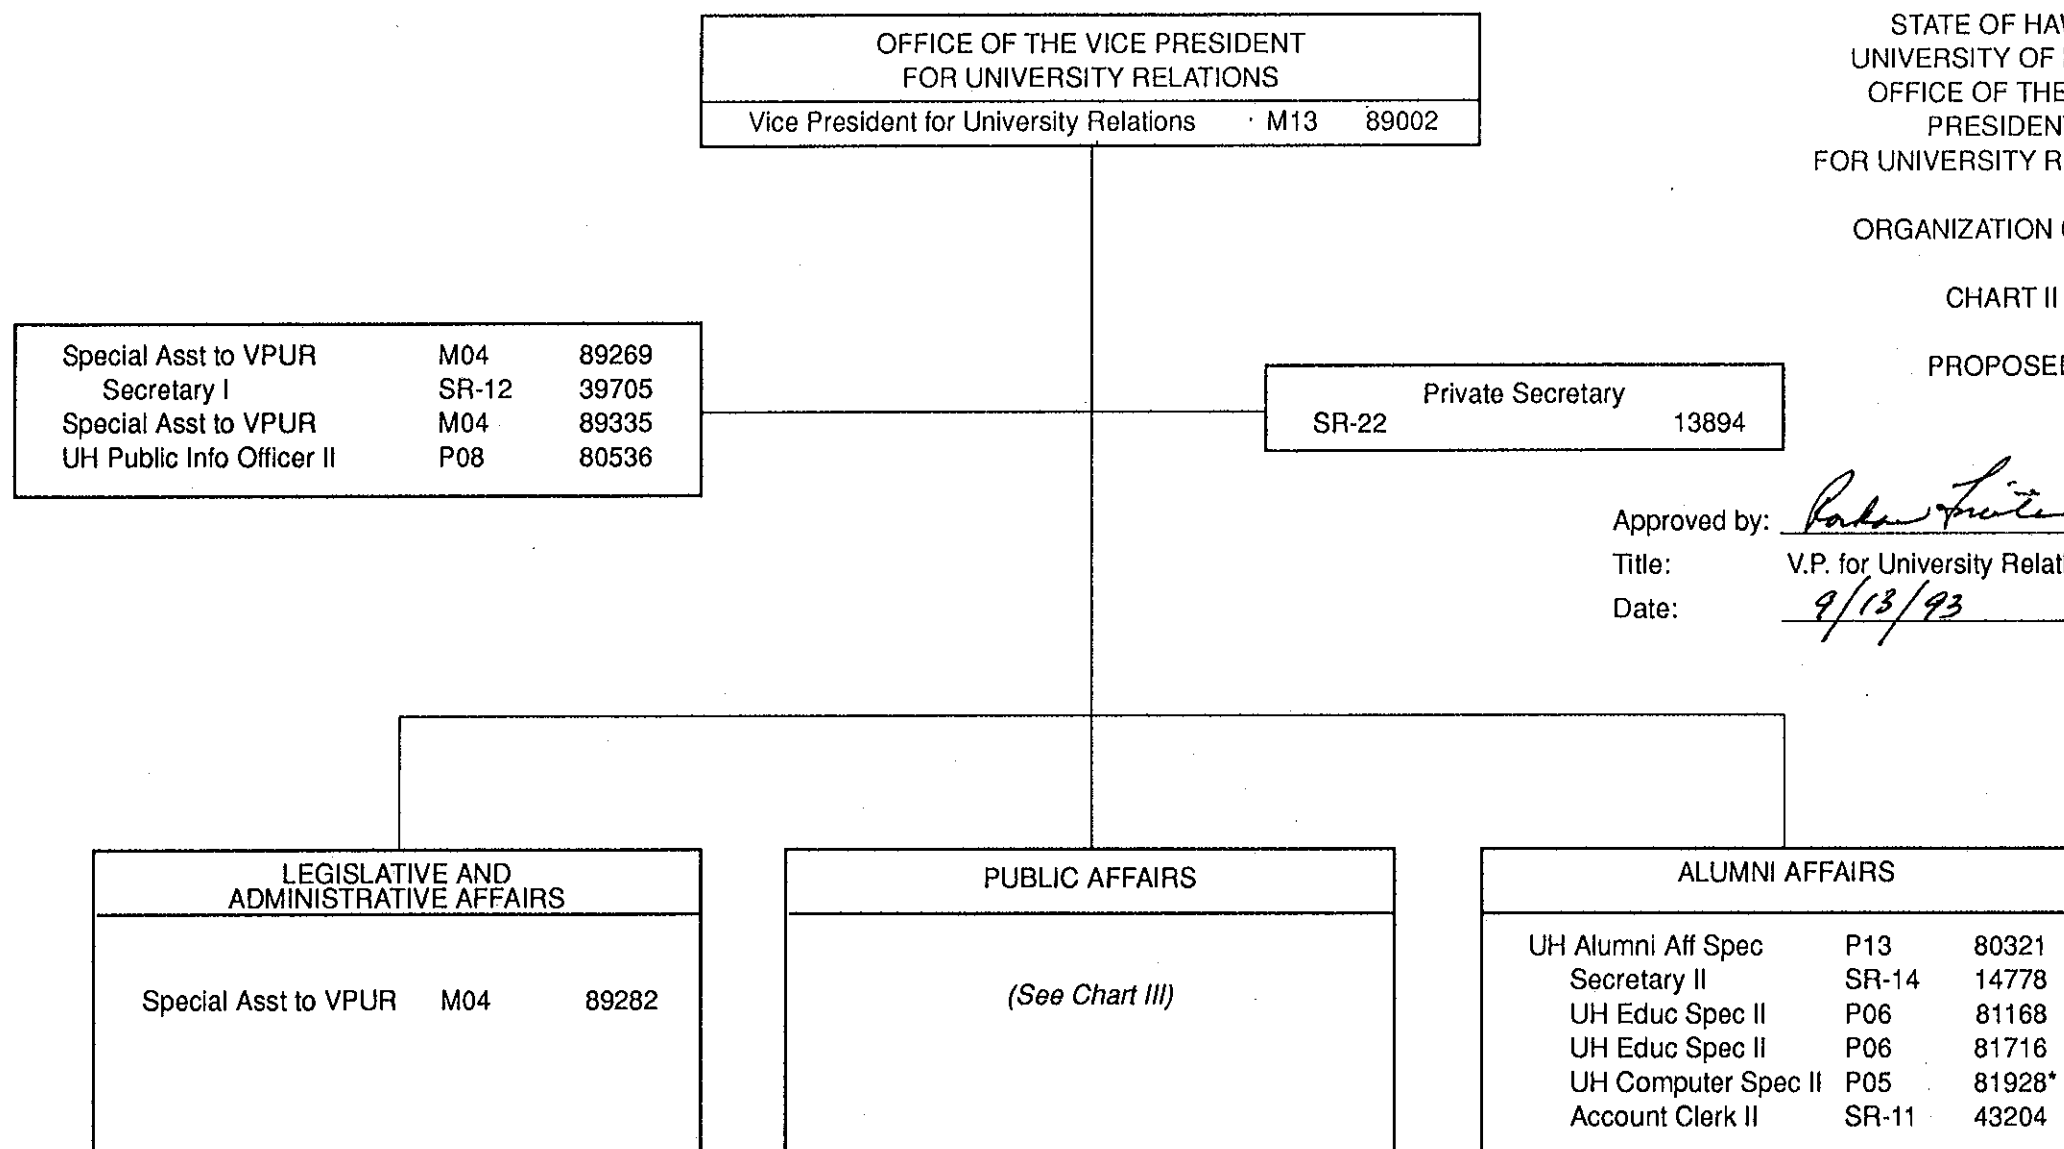 OFFICE OF THE VICE PRESIDENT
FOR UNIVERSITY RELATIONS
Vice President for University Relations M13 89002
STATE OF
UNIVERSITY OF
OFFICE OF THE
FOR UNIVERSITY
ORGANIZATION
CHART II
Special Asst to VPUR M04 89269
Secretary I SR-12 39705
Special Asst to VPUR M04 89335
UH Public Info Officer II P08 80536
Private Secretary
SR-22 13894
Approved by:
Title: V.P. for University
Date: 9/13/93
LEGISLATIVE AND
ADMINISTRATIVE AFFAIRS
Special Asst to VPUR M04 89282
PUBLIC AFFAIRS
(See Chart III)
ALUMNI AFFAIRS
UH Alumni Aff Spec P13 80321
Secretary II SR-14 14778
UH Educ Spec II P06 81168
UH Educ Spec II P06 81716
UH Computer Spec II P05 81928*
Account Clerk II SR-11 43204